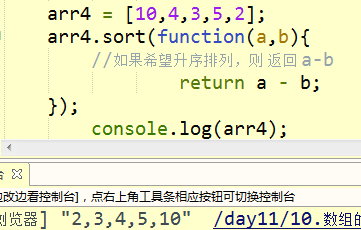 arr4 = [10,4,3,5,2];
arr4.sort(function(a,b){
//如果希望升序排列，则 返回 a-b
return a - b;
});
console.log(arr4);
边改边看控制台]，点右上角工具条相应按钮可切换控制台
浏览器] "2,3,4,5,10" /day11/10.数组的